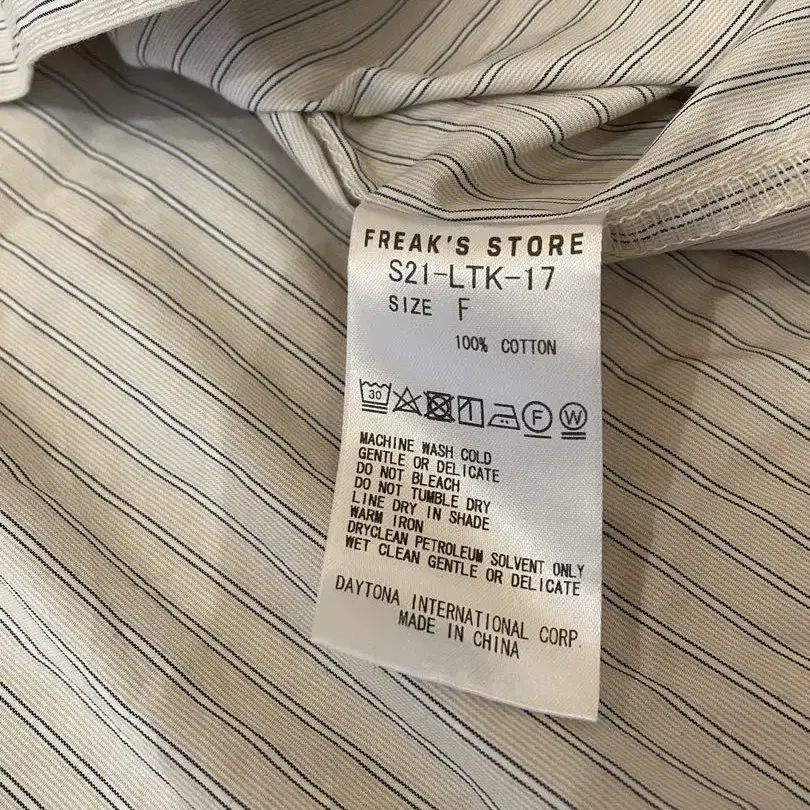 FREAK'S STORE
S21-LTK-17
SIZE F
100% COTTON
30 F W
MACHINE WASH COLD
GENTLE OR DELICATE
DO NOT BLEACH
DO NOT TUMBLE DRY
LINE DRY IN SHADE
WARM IRON
DRYCLEAN PETROLEUM SOLVENT ONLY
WET CLEAN GENTLE OR DELICATE
DAYTONA INTERNATIONAL CORP.
MADE IN CHINA